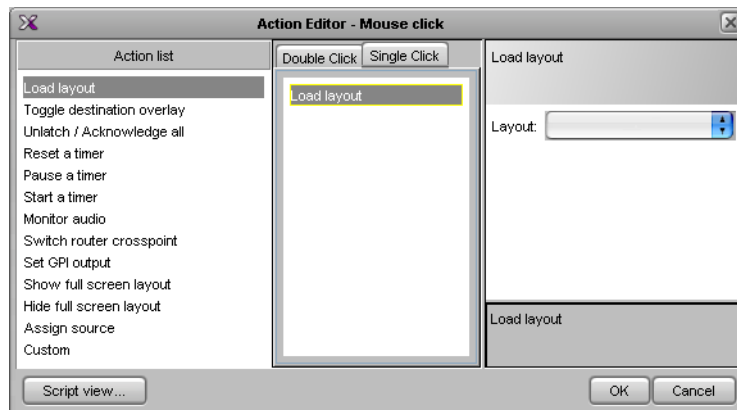 Action Editor - Mouse click
Action list
Load layout
Toggle destination overlay
Unlatch / Acknowledge all
Reset a timer
Pause a timer
Start a timer
Monitor audio
Switch router crosspoint
Set GPI output
Show full screen layout
Hide full screen layout
Assign source
Custom
Double Click Single Click
Load layout
Load layout
Layout:
Load layout
Script view... OK Cancel